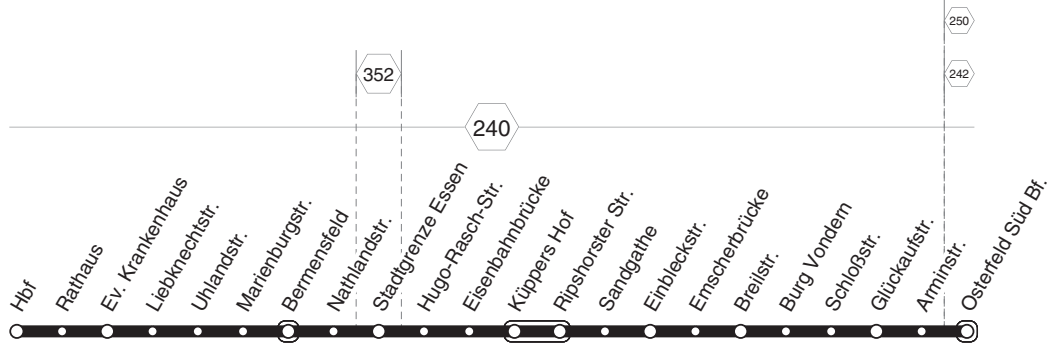 250
352
242
240
Hbf
Rathaus
Ev. Krankenhaus
Liebknechtstr.
Uhlandstr.
Marienburgstr.
Bermensfeld
Nathlandstr.
Stadtgrenze Essen
Hugo-Rasch-Str.
Eisenbahnbrücke
Küppers Hof
Ripshorster Str.
Sandgathe
Einbleckstr.
Emscherbrücke
Breilstr.
Burg Vondern
Schloßstr.
Glückaufstr.
Arminstr.
Osterfeld Süd Bf.